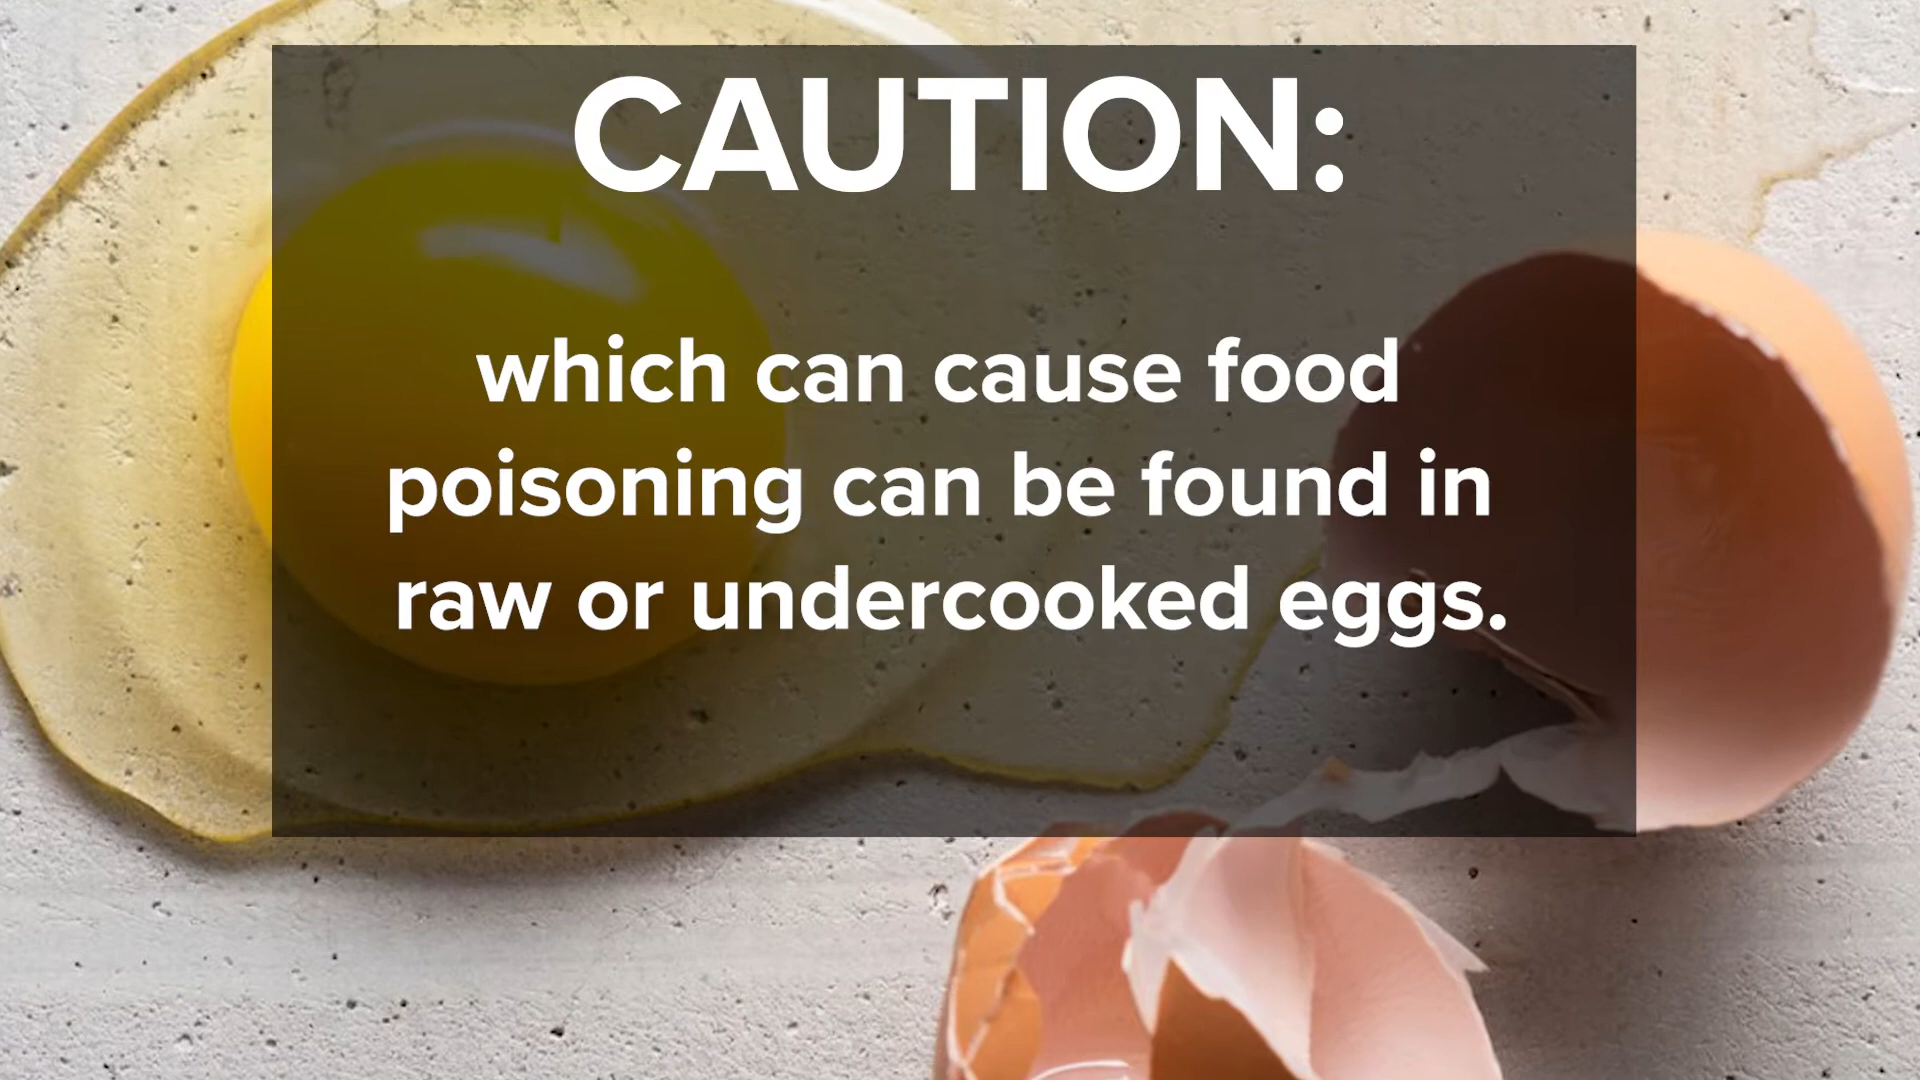 CAUTION:
which can cause food
poisoning can be found in
raw or undercooked eggs.